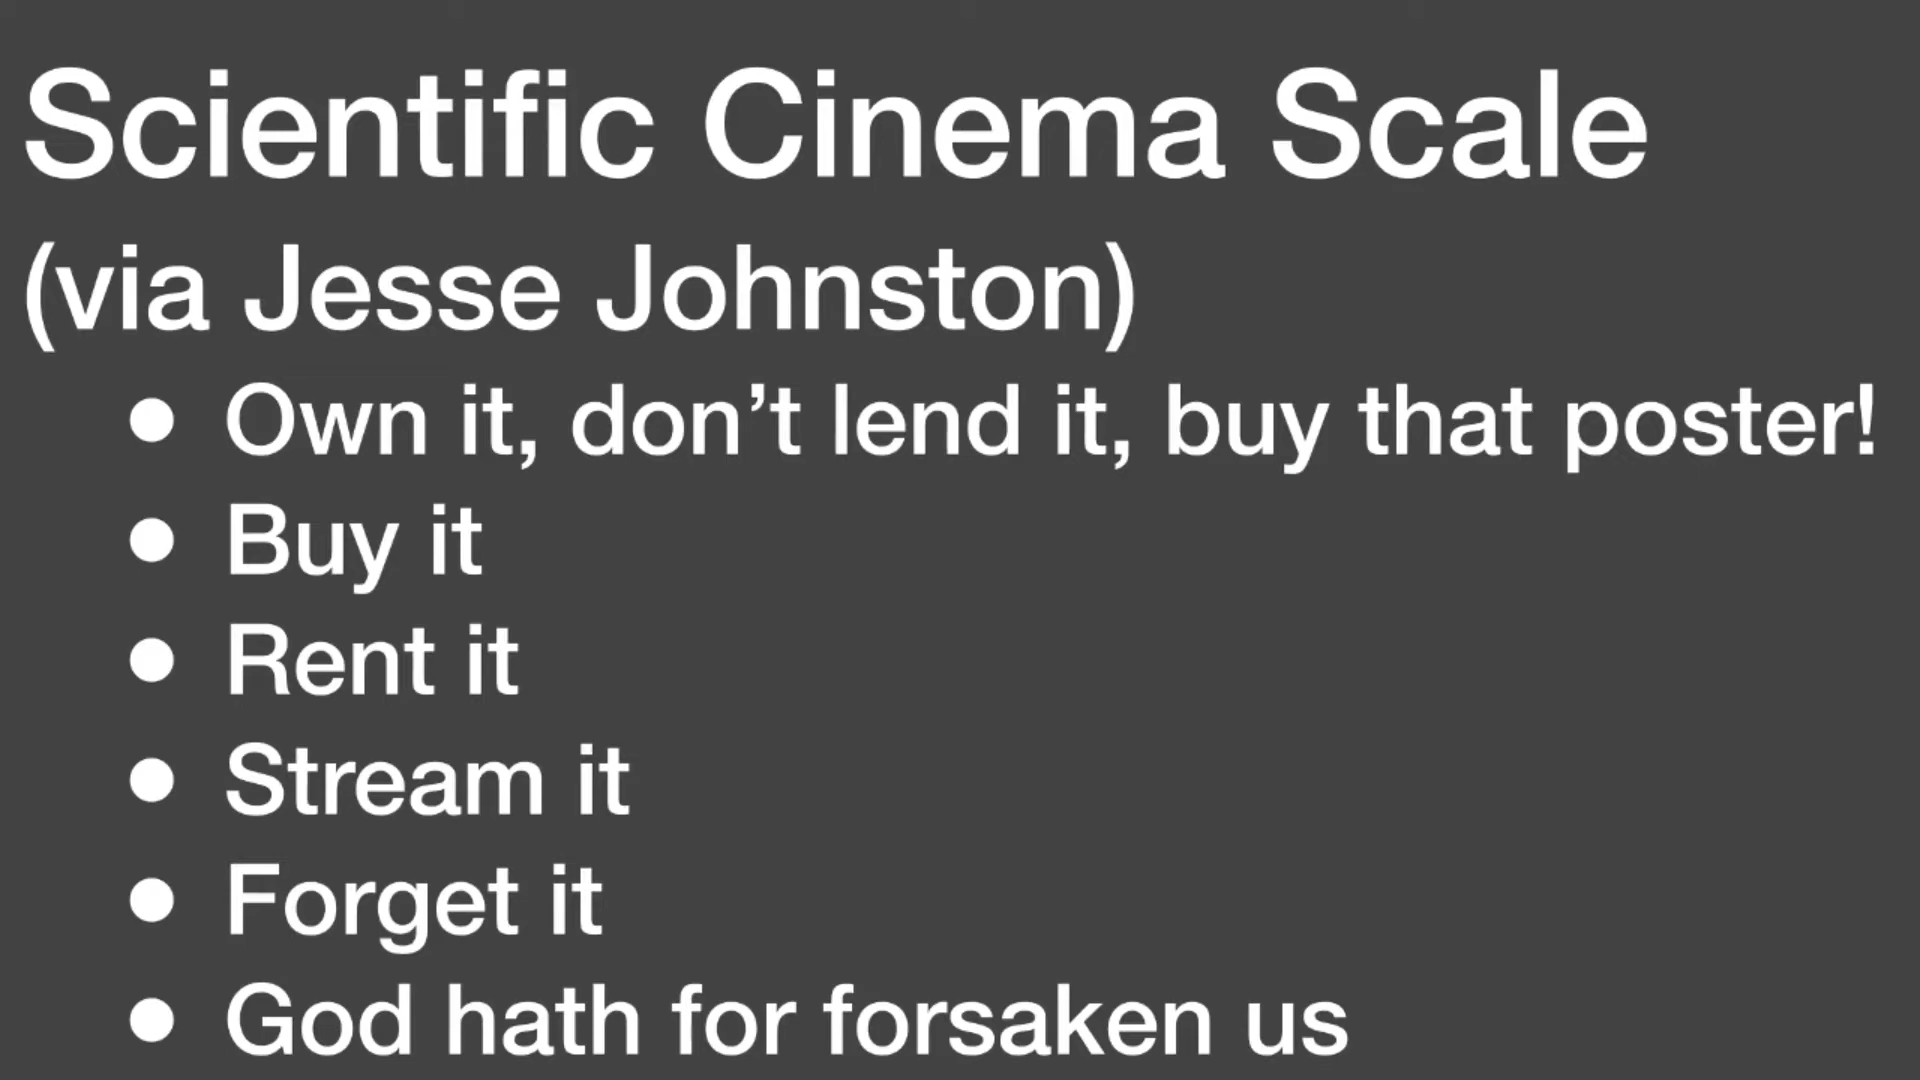 Scientific Cinema Scale
(via Jesse Johnston)
● Own it, don’t lend it, buy that poster!
● Buy it
● Rent it
● Stream it
● Forget it
● God hath for forsaken us